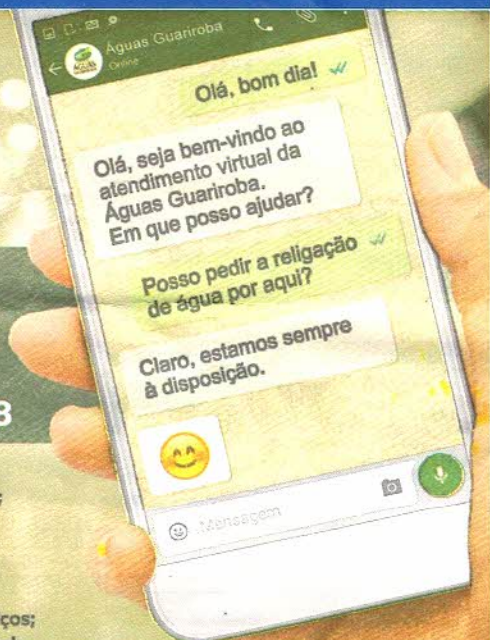 Águas Guariroba
Online
Olá, bom dia!
Olá, seja bem-vindo ao
atendimento virtual da
Águas Guariroba.
Em que posso ajudar?
Posso pedir a religação
de água por aqui?
Claro, estamos sempre
à disposição.
Mensagem
3
ços;